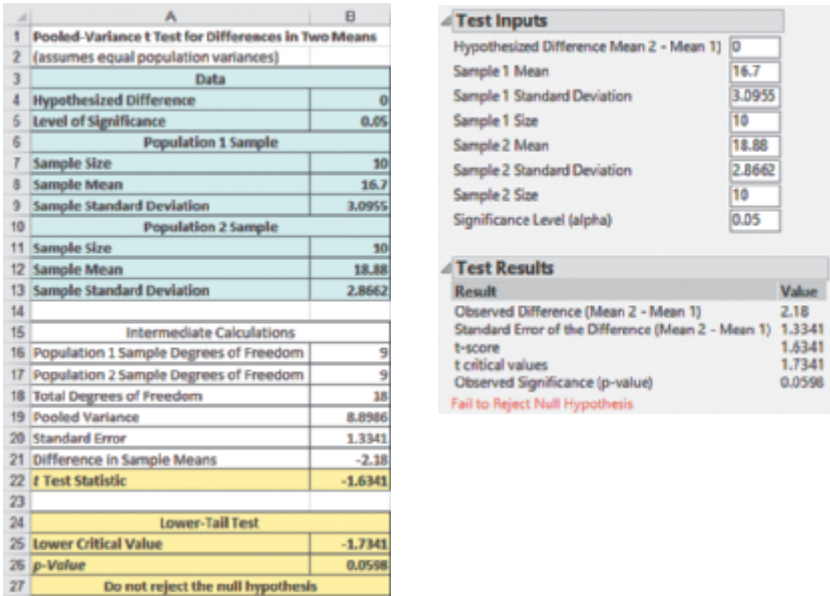 A B
1 Pooled-Variance t Test for Differences in Two Means
2 (assumes equal population variances)
3 Data
4 Hypothesized Difference 0
5 Level of Significance 0.05
6 Population 1 Sample
7 Sample Size 10
8 Sample Mean 16.7
9 Sample Standard Deviation 3.0955
10 Population 2 Sample
11 Sample Size 10
12 Sample Mean 18.88
13 Sample Standard Deviation 2.8662
14
15 Intermediate Calculations
16 Population 1 Sample Degrees of Freedom 9
17 Population 2 Sample Degrees of Freedom 9
18 Total Degrees of Freedom 18
19 Pooled Variance 8.8986
20 Standard Error 1.3341
21 Difference in Sample Means -2.18
22 t Test Statistic -1.6341
23
24 Lower-Tail Test
25 Lower Critical Value -1.7341
26 p-Value 0.0598
27 Do not reject the null hypothesis
Test Inputs
Hypothesized Difference Mean 2 - Mean 1) 0
Sample 1 Mean 16.7
Sample 1 Standard Deviation 3.0955
Sample 1 Size 10
Sample 2 Mean 18.88
Sample 2 Standard Deviation 2.8662
Sample 2 Size 10
Significance Level (alpha) 0.05
Test Results
Result Value
Observed Difference (Mean 2 - Mean 1) 2.18
Standard Error of the Difference (Mean 2 - Mean 1) 1.3341
t-score 1.6341
t critical values 1.7341
Observed Significance (p-value) 0.0598
Fail to Reject Null Hypothesis